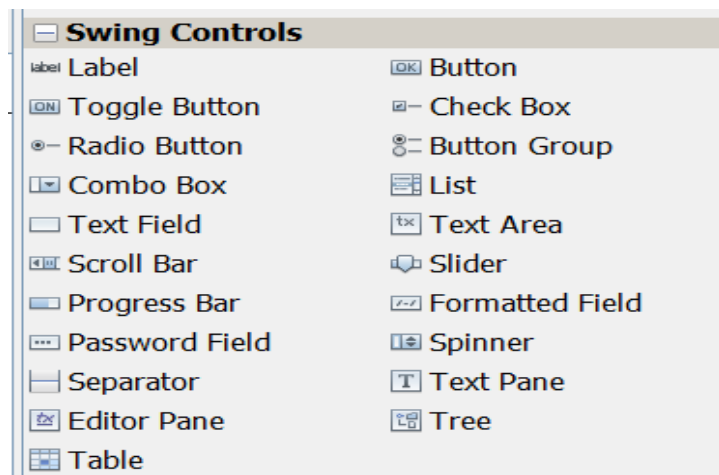 Swing Controls
label Label OK Button
ON Toggle Button Check Box
Radio Button Button Group
Combo Box List
Text Field tx Text Area
Scroll Bar Slider
Progress Bar Formatted Field
Password Field Spinner
Separator T Text Pane
Editor Pane Tree
Table